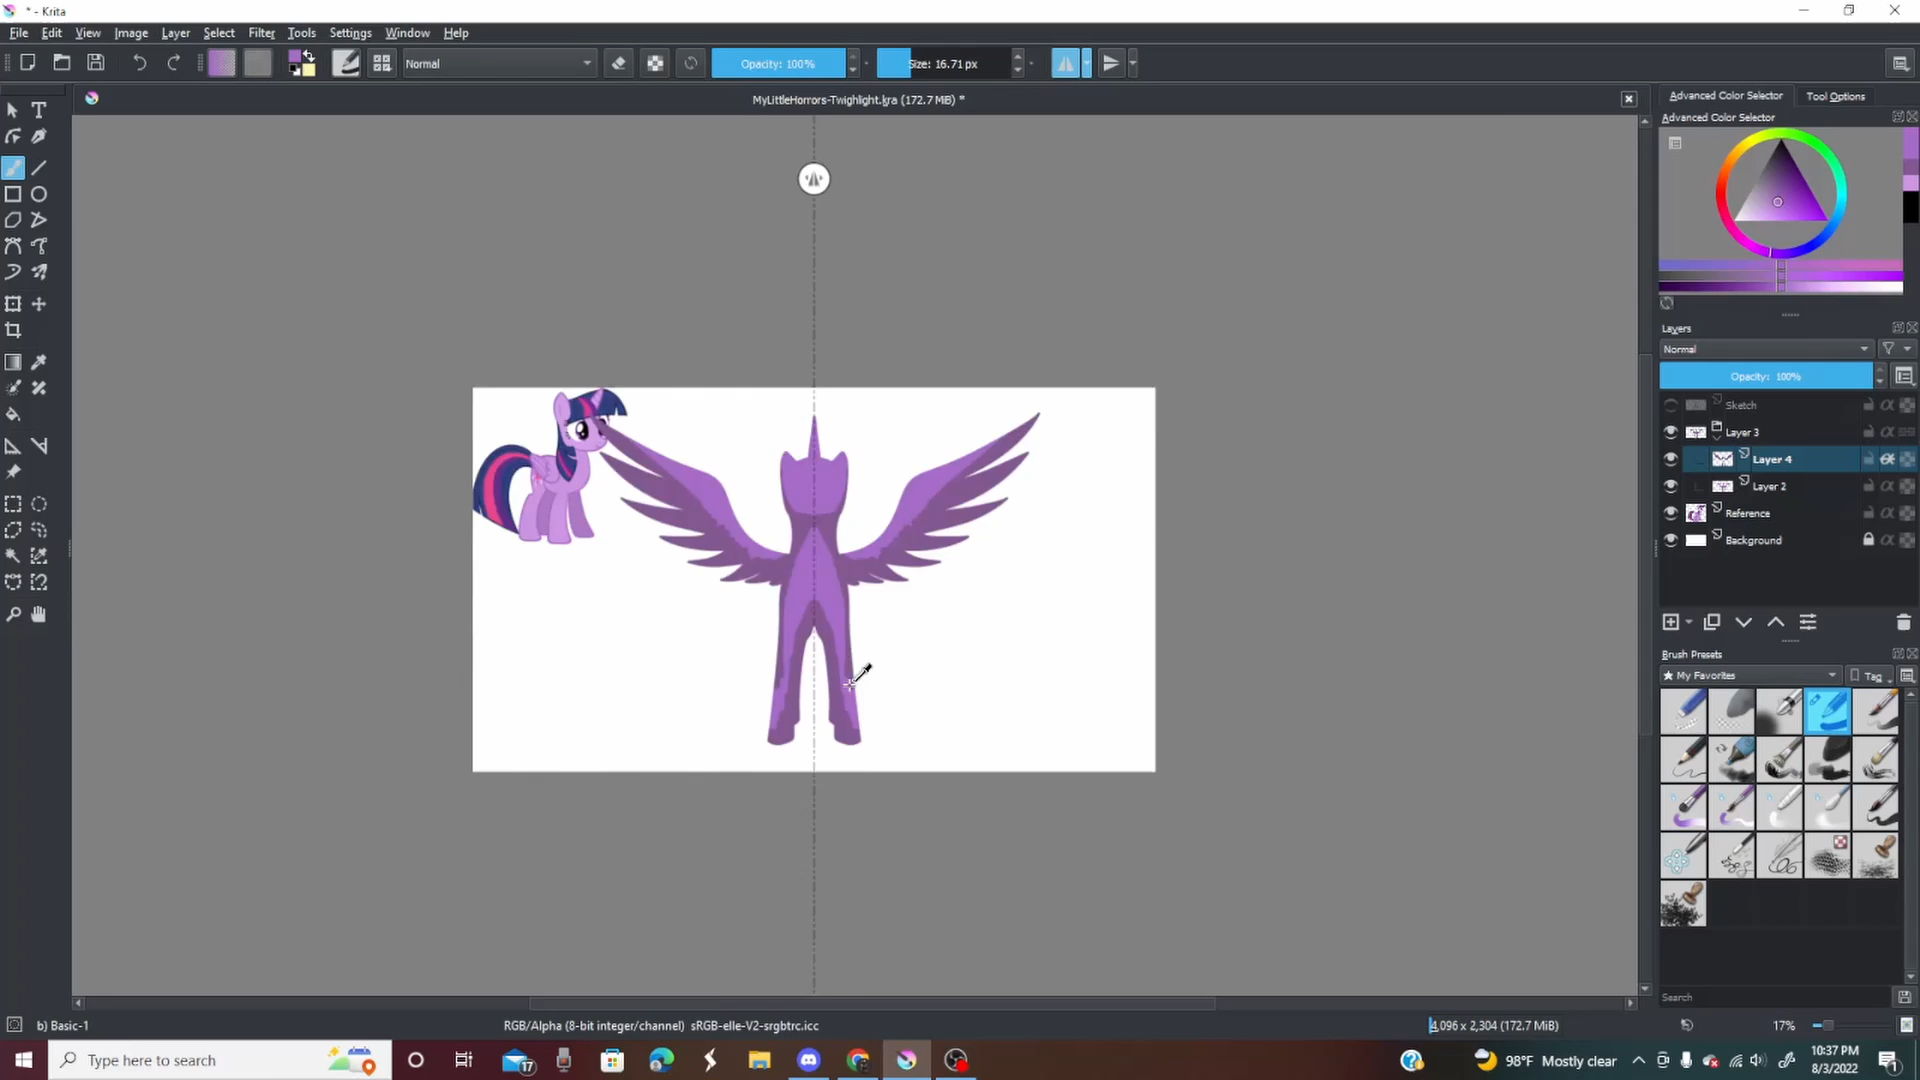 * - Krita
File Edit View Image Layer Select Filter Tools Settings Window Help
Normal Opacity: 100% Size: 16.71 px
MyLittleHorrors-Twighlight.kra (172.7 MiB) *
Advanced Color Selector Tool Options
Advanced Color Selector
Layers
Normal
Opacity: 100%
Sketch
Layer 3
Layer 4
Layer 2
Reference
Background
Brush Presets
★ My Favorites Tag
Search
b) Basic-1 RGB/Alpha (8-bit integer/channel) sRGB-elle-V2-srgbtrc.icc 4,096 x 2,304 (172.7 MiB) 17%
Type here to search 17 98°F Mostly clear 10:37 PM
8/3/2022 1